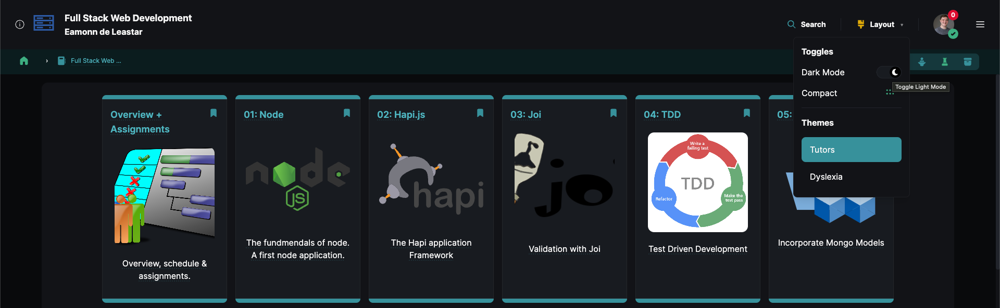 Full Stack Web Development
Eamonn de Leastar
Search
Layout
0
Full Stack Web ...
Toggles
Dark Mode
Toggle Light Mode
Compact
Themes
Tutors
Dyslexia
Overview +
Assignments
Overview, schedule &
assignments.
01: Node
node
JS
The fundmendals of node.
A first node application.
02: Hapi.js
hapi
The Hapi application
Framework
03: Joi
joi
Validation with Joi
04: TDD
Write a
failing test
TDD
Refactor
Make the
test pass
Test Driven Development
05:
Incorporate Mongo Models